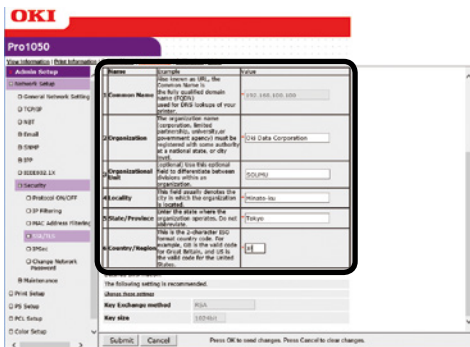 OKI
Pro1050
View Information | Print Information
Admin Setup
Network Setup
General Network Setting
TCP/IP
NBT
Email
SNMP
IPP
IEEE802.1X
Security
Protocol ON/OFF
IP Filtering
MAC Address Filtering
SSL/TLS
IPSec
Change Network Password
Maintenance
Print Setup
PS Setup
PCL Setup
Color Setup
Name Example Value
1 Common Name
Also known as URL, the
Common Name is
the fully qualified domain
name (FQDN)
used for DNS lookups of your
printer.
* 192.168.100.100
2 Organization
The organization name
(corporation, limited
partnership, university,or
government agency) must be
registered with some authority
at a national state, or city
level.
* Oki Data Corporation
3 Organizational Unit
(optional) Use this optional
field to differentiate between
divisions within an
organization.
SOUMU
4 Locality
This field usually denotes the
city in which the organization
is located.
* Minato-ku
5 State/Province
Enter the state where the
organization operates. Do not
abbreviate.
* Tokyo
6 Country/Region
This is the 2-character ISO
format country code. For
example, GB is the valid code
for Great Britain, and US is
the valid code for the United
States.
The following setting is recommended.
Change these settings
Key Exchange method RSA
Key size 1024bit
Submit Cancel Press OK to send changes. Press Cancel to clear changes.